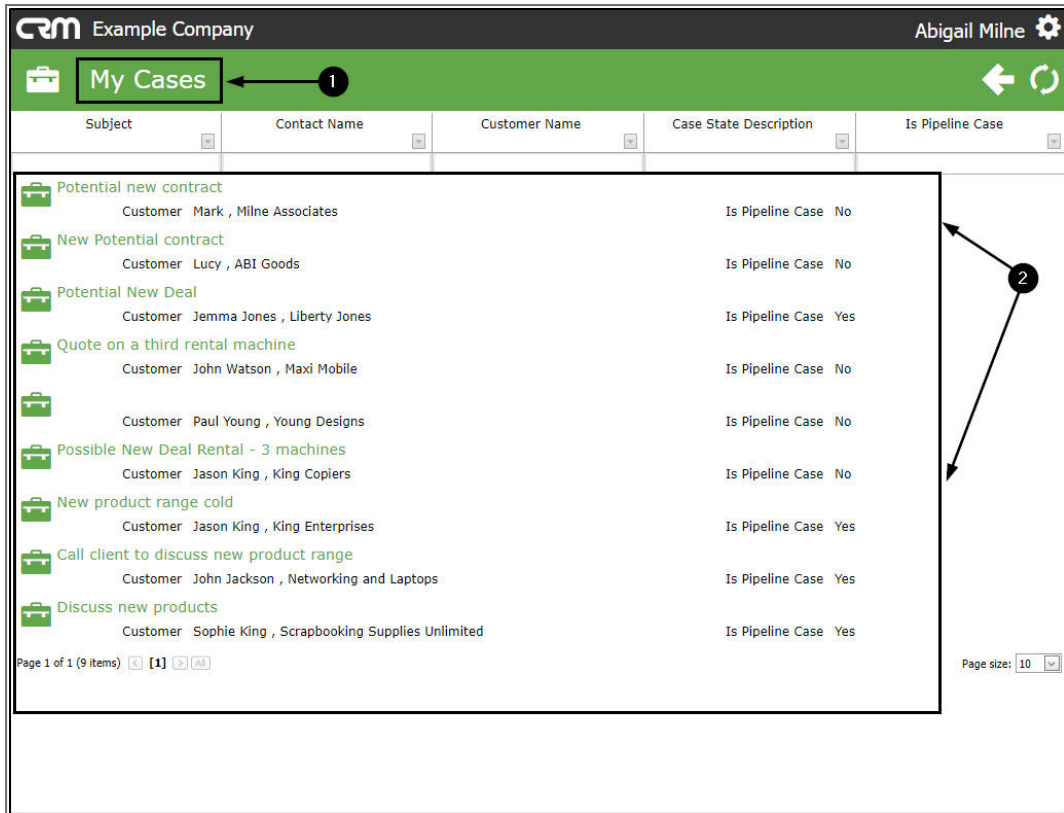 CRM Example Company Abigail Milne
My Cases 1
Subject Contact Name Customer Name Case State Description Is Pipeline Case
Potential new contract
Customer Mark , Milne Associates Is Pipeline Case No
New Potential contract
Customer Lucy , ABI Goods Is Pipeline Case No
2
Potential New Deal
Customer Jemma Jones , Liberty Jones Is Pipeline Case Yes
Quote on a third rental machine
Customer John Watson , Maxi Mobile Is Pipeline Case No
Customer Paul Young , Young Designs Is Pipeline Case No
Possible New Deal Rental - 3 machines
Customer Jason King , King Copiers Is Pipeline Case No
New product range cold
Customer Jason King , King Enterprises Is Pipeline Case Yes
Call client to discuss new product range
Customer John Jackson , Networking and Laptops Is Pipeline Case Yes
Discuss new products
Customer Sophie King , Scrapbooking Supplies Unlimited Is Pipeline Case Yes
Page 1 of 1 (9 items) < [1] > All Page size: 10